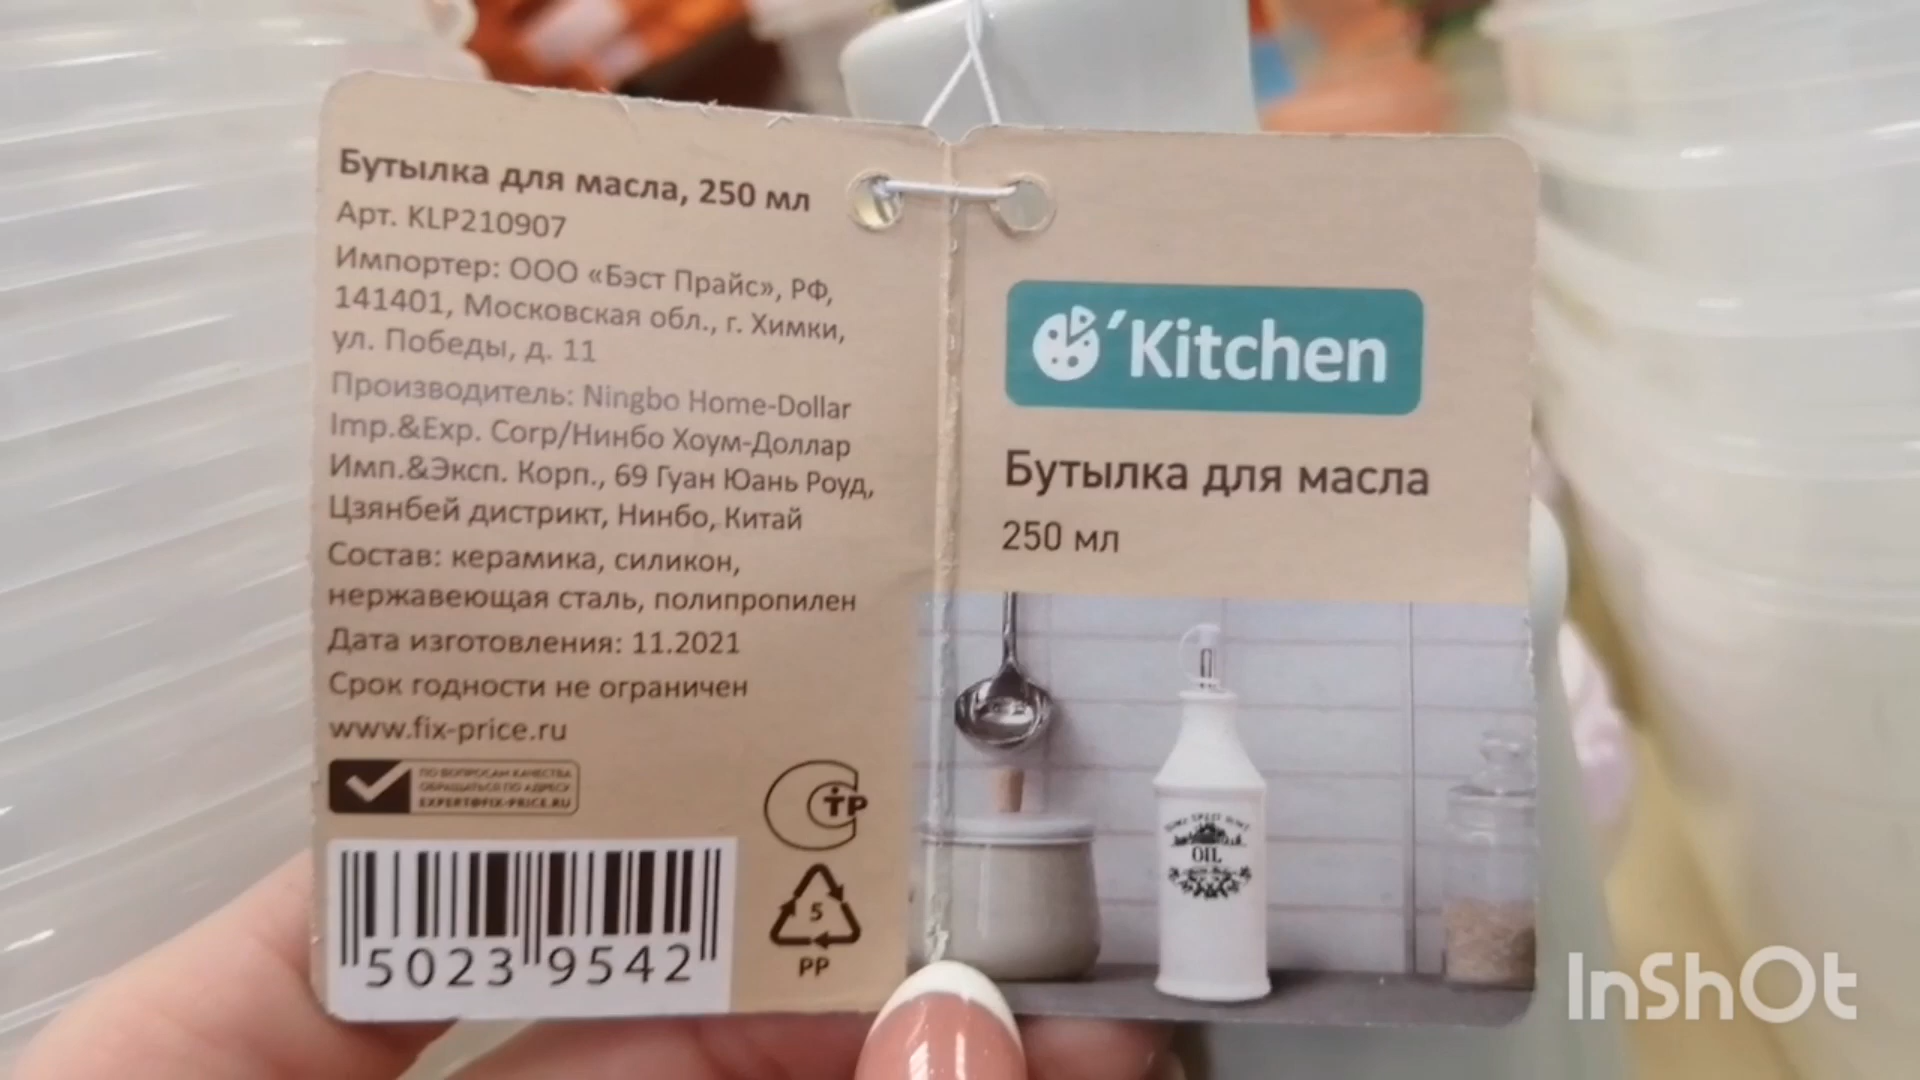 Бутылка для масла, 250 мл
Арт. KLP210907
Импортер: ООО «Бэст Прайс», РФ,
141401, Московская обл., г. Химки,
ул. Победы, д. 11
Производитель: Ningbo Home-Dollar
Imp.&Exp. Corp/Нинбо Хоум-Доллар
Имп.&Эксп. Корп., 69 Гуан Юань Роуд,
Цзянбей дистрикт, Нинбо, Китай
Состав: керамика, силикон,
нержавеющая сталь, полипропилен
Дата изготовления: 11.2021
Срок годности не ограничен
www.fix-price.ru
ПО ВОПРОСАМ КАЧЕСТВА
ОБРАЩАТЬСЯ ПО АДРЕСУ
EXPERT@FIX-PRICE.RU
СТР
5
PP
5023 9542
'Kitchen
Бутылка для масла
250 мл
OIL
InShOt